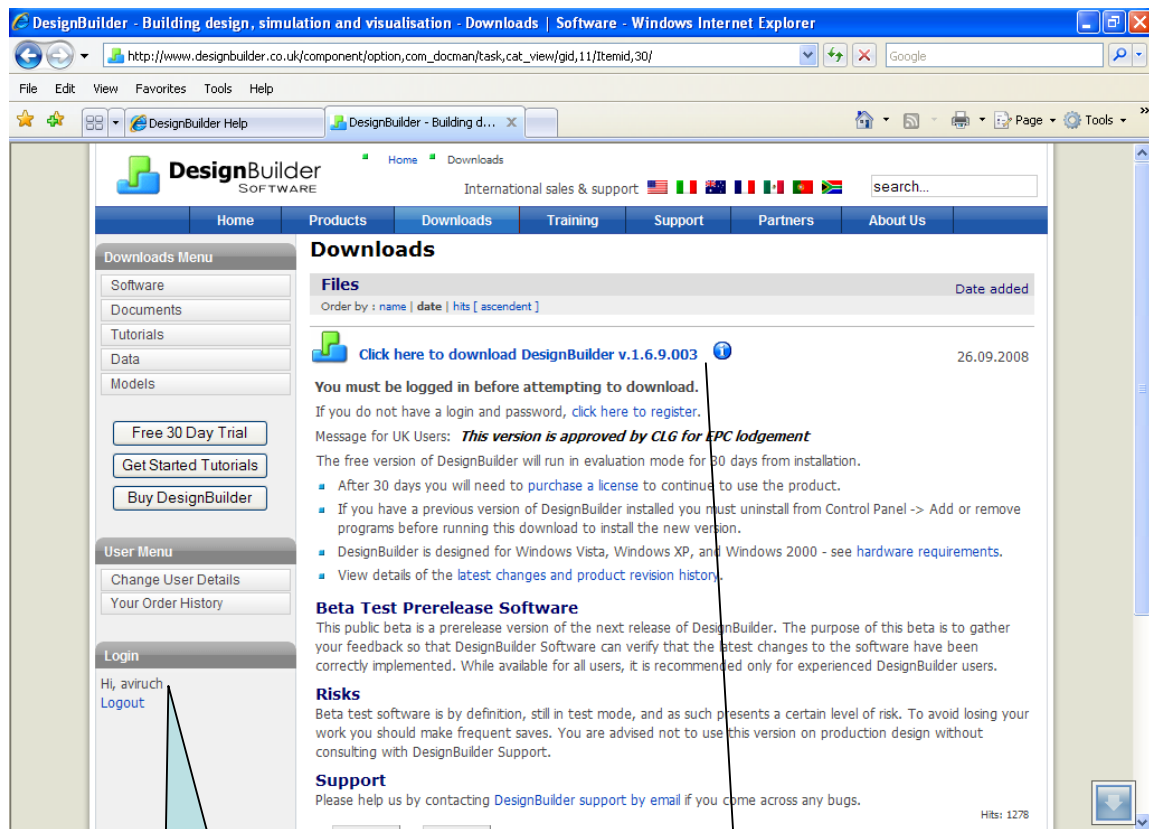 DesignBuilder - Building design, simulation and visualisation - Downloads | Software - Windows Internet Explorer
http://www.designbuilder.co.uk/component/option,com_docman/task,cat_view/gid,11/Itemid,30/
Google
File Edit View Favorites Tools Help
DesignBuilder Help
DesignBuilder - Building d...
Page
Tools
DesignBuilder
SOFTWARE
Home
Downloads
International sales & support
search...
Home Products Downloads Training Support Partners About Us
Downloads Menu
Software
Documents
Tutorials
Data
Models
Free 30 Day Trial
Get Started Tutorials
Buy DesignBuilder
User Menu
Change User Details
Your Order History
Login
Hi, aviruch
Logout
Downloads
Files
Date added
Order by : name | date | hits [ ascendent ]
Click here to download DesignBuilder v.1.6.9.003
26.09.2008
You must be logged in before attempting to download.
If you do not have a login and password, click here to register.
Message for UK Users: This version is approved by CLG for EPC lodgement
The free version of DesignBuilder will run in evaluation mode for 30 days from installation.
After 30 days you will need to purchase a license to continue to use the product.
If you have a previous version of DesignBuilder installed you must uninstall from Control Panel -> Add or remove
programs before running this download to install the new version.
DesignBuilder is designed for Windows Vista, Windows XP, and Windows 2000 - see hardware requirements.
View details of the latest changes and product revision history.
Beta Test Prerelease Software
This public beta is a prerelease version of the next release of DesignBuilder. The purpose of this beta is to gather
your feedback so that DesignBuilder Software can verify that the latest changes to the software have been
correctly implemented. While available for all users, it is recommended only for experienced DesignBuilder users.
Risks
Beta test software is by definition, still in test mode, and as such presents a certain level of risk. To avoid losing your
work you should make frequent saves. You are advised not to use this version on production design without
consulting with DesignBuilder Support.
Support
Please help us by contacting DesignBuilder support by email if you come across any bugs.
Hits: 1278